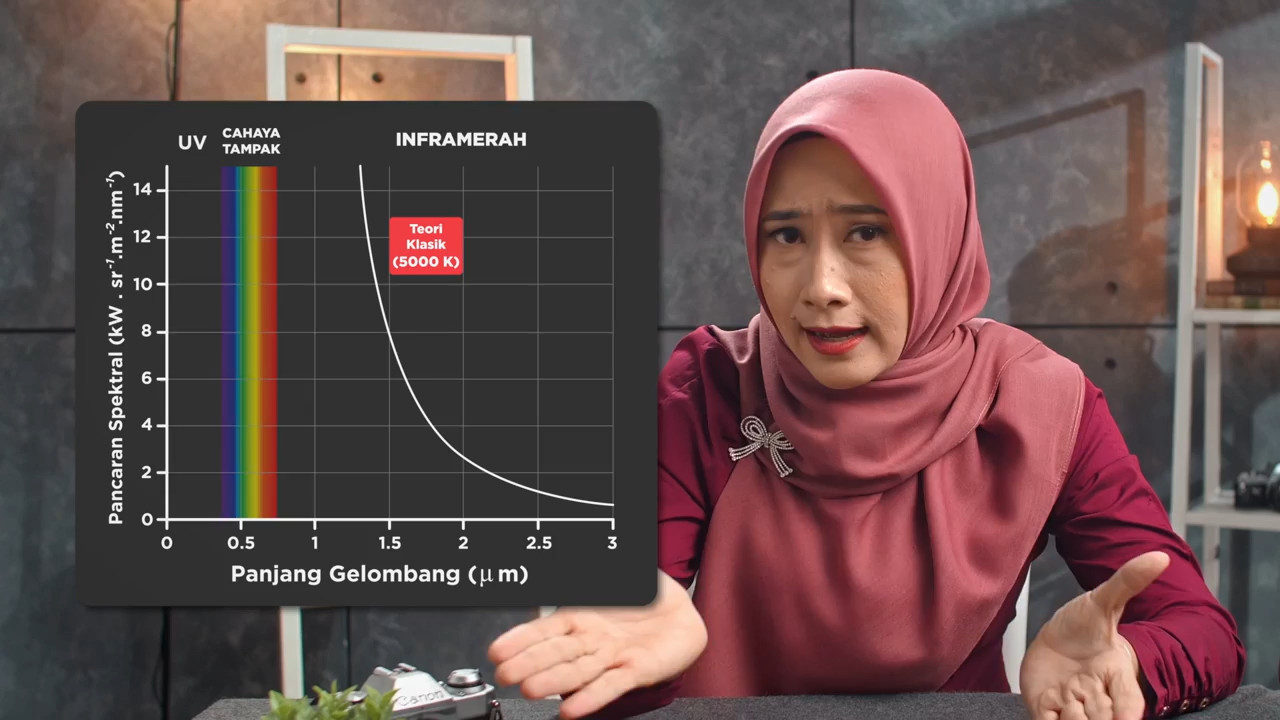 UV
CAHAYA
TAMPAK
INFRAMERAH
Pancaran Spektral (kW . sr⁻¹.m⁻².nm⁻¹)
14
12
10
8
6
4
2
0
Teori
Klasik
(5000 K)
0 0.5 1 1.5 2 2.5 3
Panjang Gelombang (μ m)
Canon